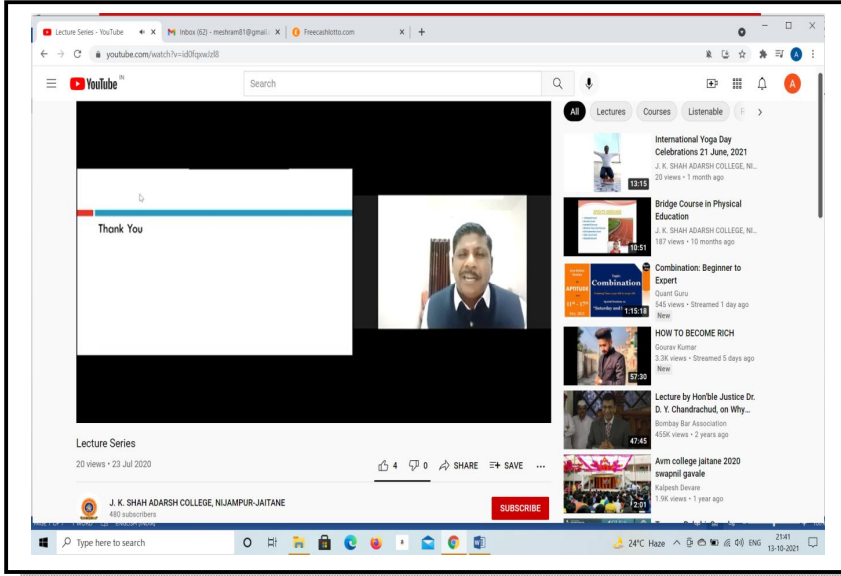 Lecture Series - YouTube
Inbox (62) - meshram81@gmail.
Freecashlotto.com
youtube.com/watch?v=id0fqxwJzl8
YouTube IN
Search
A
All
Lectures
Courses
Listenable
Thank You
13:15
International Yoga Day
Celebrations 21 June, 2021
J. K. SHAH ADARSH COLLEGE, NI...
20 views • 1 month ago
10:51
Bridge Course in Physical
Education
J. K. SHAH ADARSH COLLEGE, NI...
187 views • 10 months ago
APTITUDE
11th - 17th
Combination
1:15:18
Combination: Beginner to
Expert
Quant Guru
545 views • Streamed 1 day ago
New
57:30
HOW TO BECOME RICH
Gourav Kumar
3.3K views • Streamed 5 days ago
New
47:45
Lecture by Hon'ble Justice Dr.
D. Y. Chandrachud, on Why...
Bombay Bar Association
455K views • 2 years ago
2:01
Avm college jaitane 2020
swapnil gavale
Kalpesh Devare
1.9K views • 1 year ago
Lecture Series
20 views • 23 Jul 2020
4
0
SHARE
SAVE
J. K. SHAH ADARSH COLLEGE, NIJAMPUR-JAITANE
480 subscribers
SUBSCRIBE
Type here to search
24°C Haze
ENG
21:41
13-10-2021